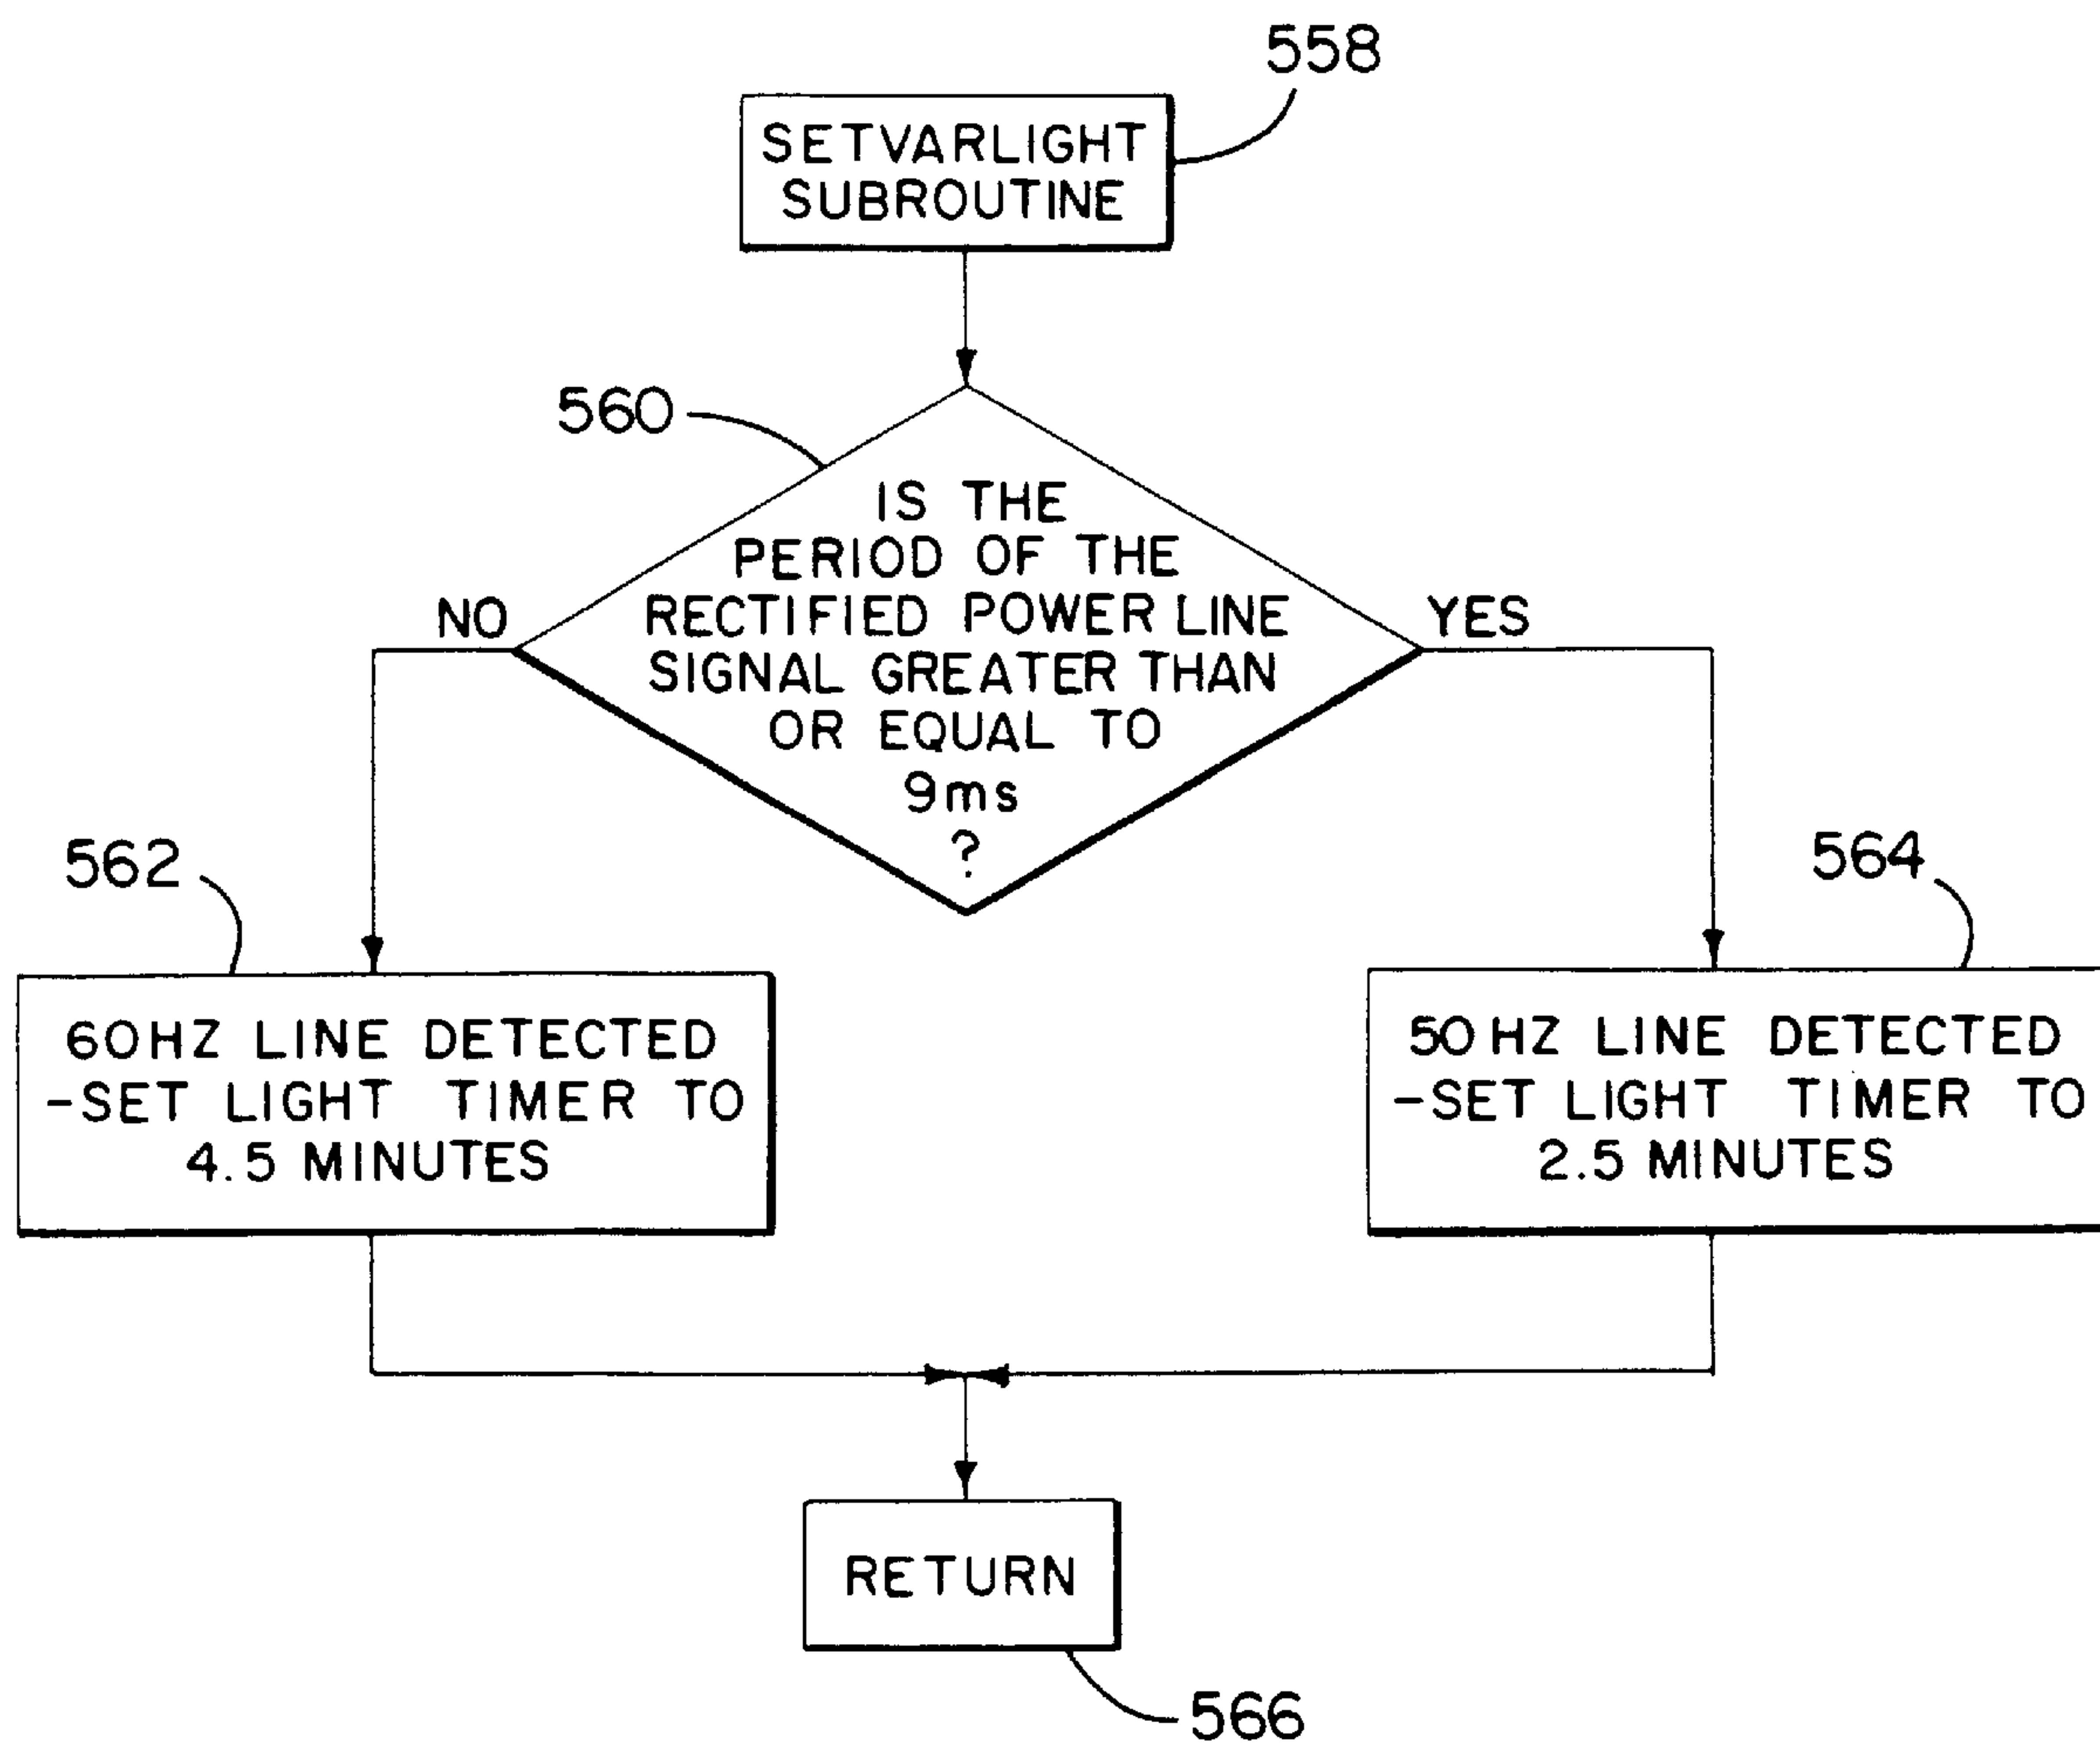 558
SETVARLIGHT
SUBROUTINE
560
IS THE
PERIOD OF THE
RECTIFIED POWER LINE
SIGNAL GREATER THAN
OR EQUAL TO
9ms
?
NO
YES
562
60HZ LINE DETECTED
-SET LIGHT TIMER TO
4.5 MINUTES
564
50HZ LINE DETECTED
-SET LIGHT TIMER TO
2.5 MINUTES
RETURN
566